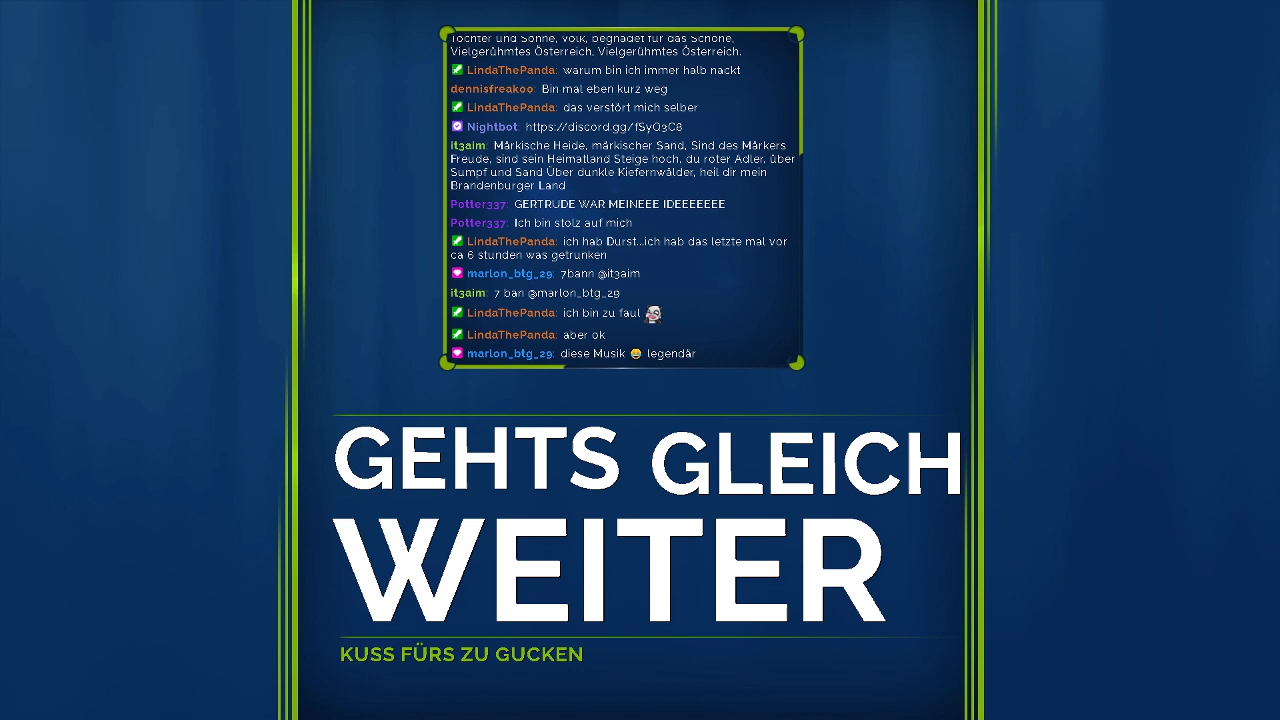 Töchter und Söhne, Volk, begnadet für das Schöne,
Vielgerühmtes Österreich, Vielgerühmtes Österreich.
LindaThePanda: warum bin ich immer halb nackt
dennisfreakoo: Bin mal eben kurz weg
LindaThePanda: das verstört mich selber
Nightbot: https://discord.gg/fSyQ3C8
it3aim: Märkische Heide, märkischer Sand, Sind des Märkers
Freude, sind sein Heimatland Steige hoch, du roter Adler, über
Sumpf und Sand Über dunkle Kiefernwälder, heil dir mein
Brandenburger Land
Potter337: GERTRUDE WAR MEINEEE IDEEEEEEE
Potter337: Ich bin stolz auf mich
LindaThePanda: ich hab Durst...ich hab das letzte mal vor
ca 6 stunden was getrunken
marlon_btg_29: 7bann @it3aim
it3aim: 7 ban @marlon_btg_29
LindaThePanda: ich bin zu faul
LindaThePanda: aber ok
marlon_btg_29: diese Musik 😄 legendär
GEHTS GLEICH
WEITER
KUSS FÜRS ZU GUCKEN